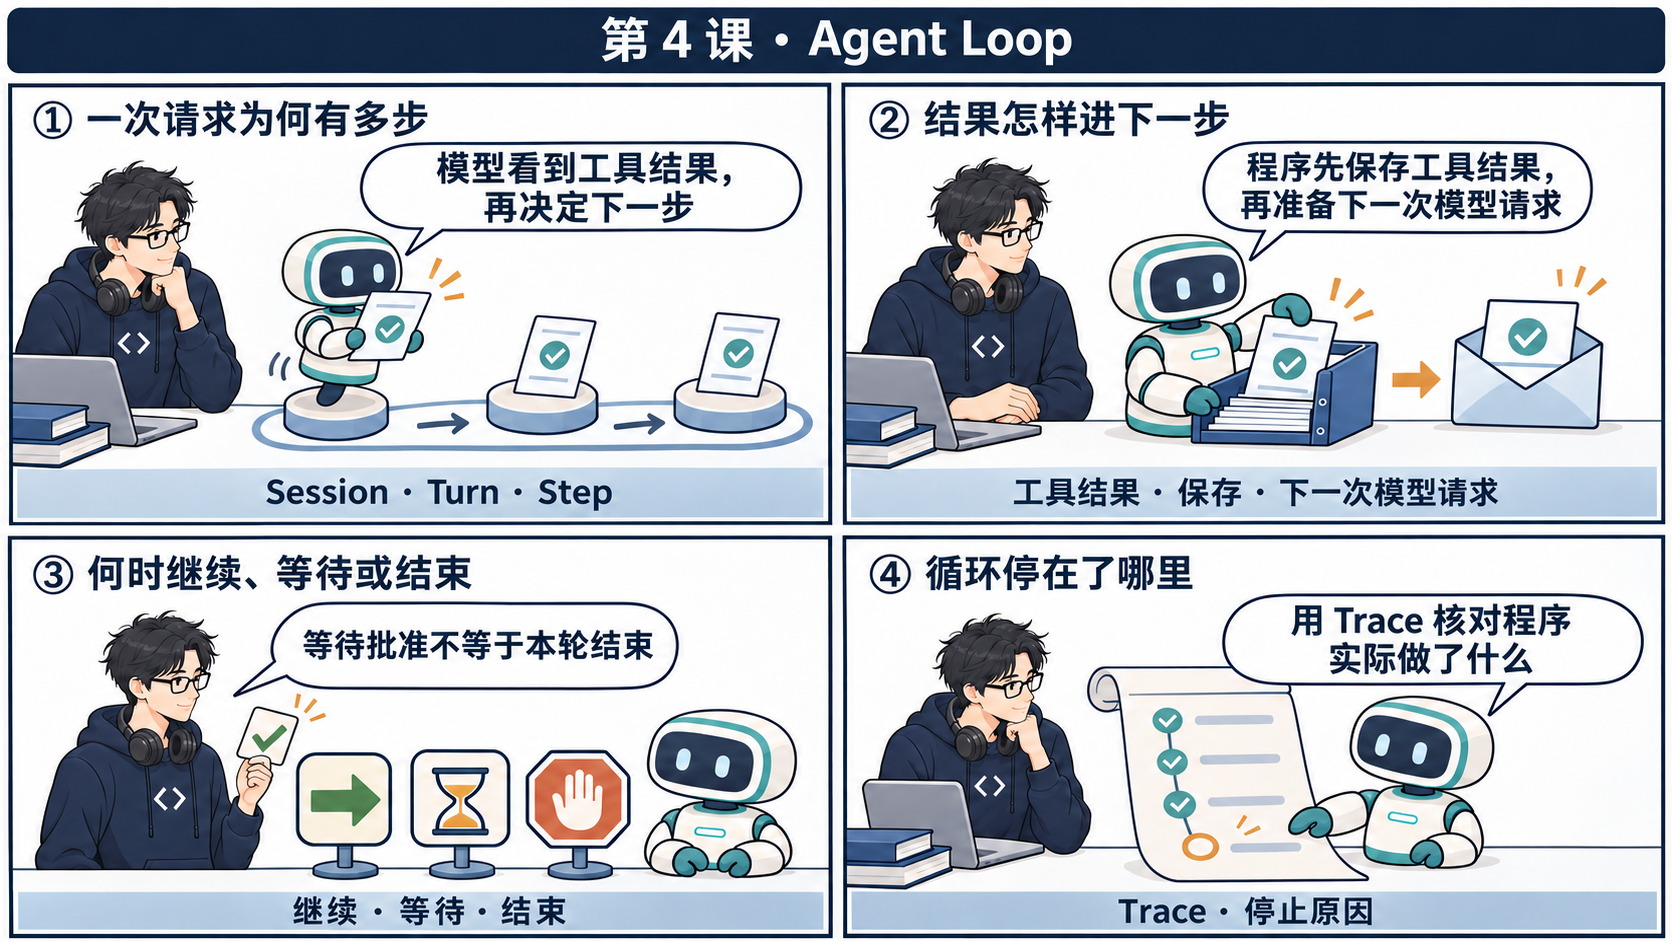 第 4 课 · Agent Loop
① 一次请求为何有多步
模型看到工具结果，
再决定下一步
Session · Turn · Step
② 结果怎样进下一步
程序先保存工具结果，
再准备下一次模型请求
工具结果 · 保存 · 下一次模型请求
③ 何时继续、等待或结束
等待批准不等于本轮结束
继续 · 等待 · 结束
④ 循环停在了哪里
用 Trace 核对程序
实际做了什么
Trace · 停止原因